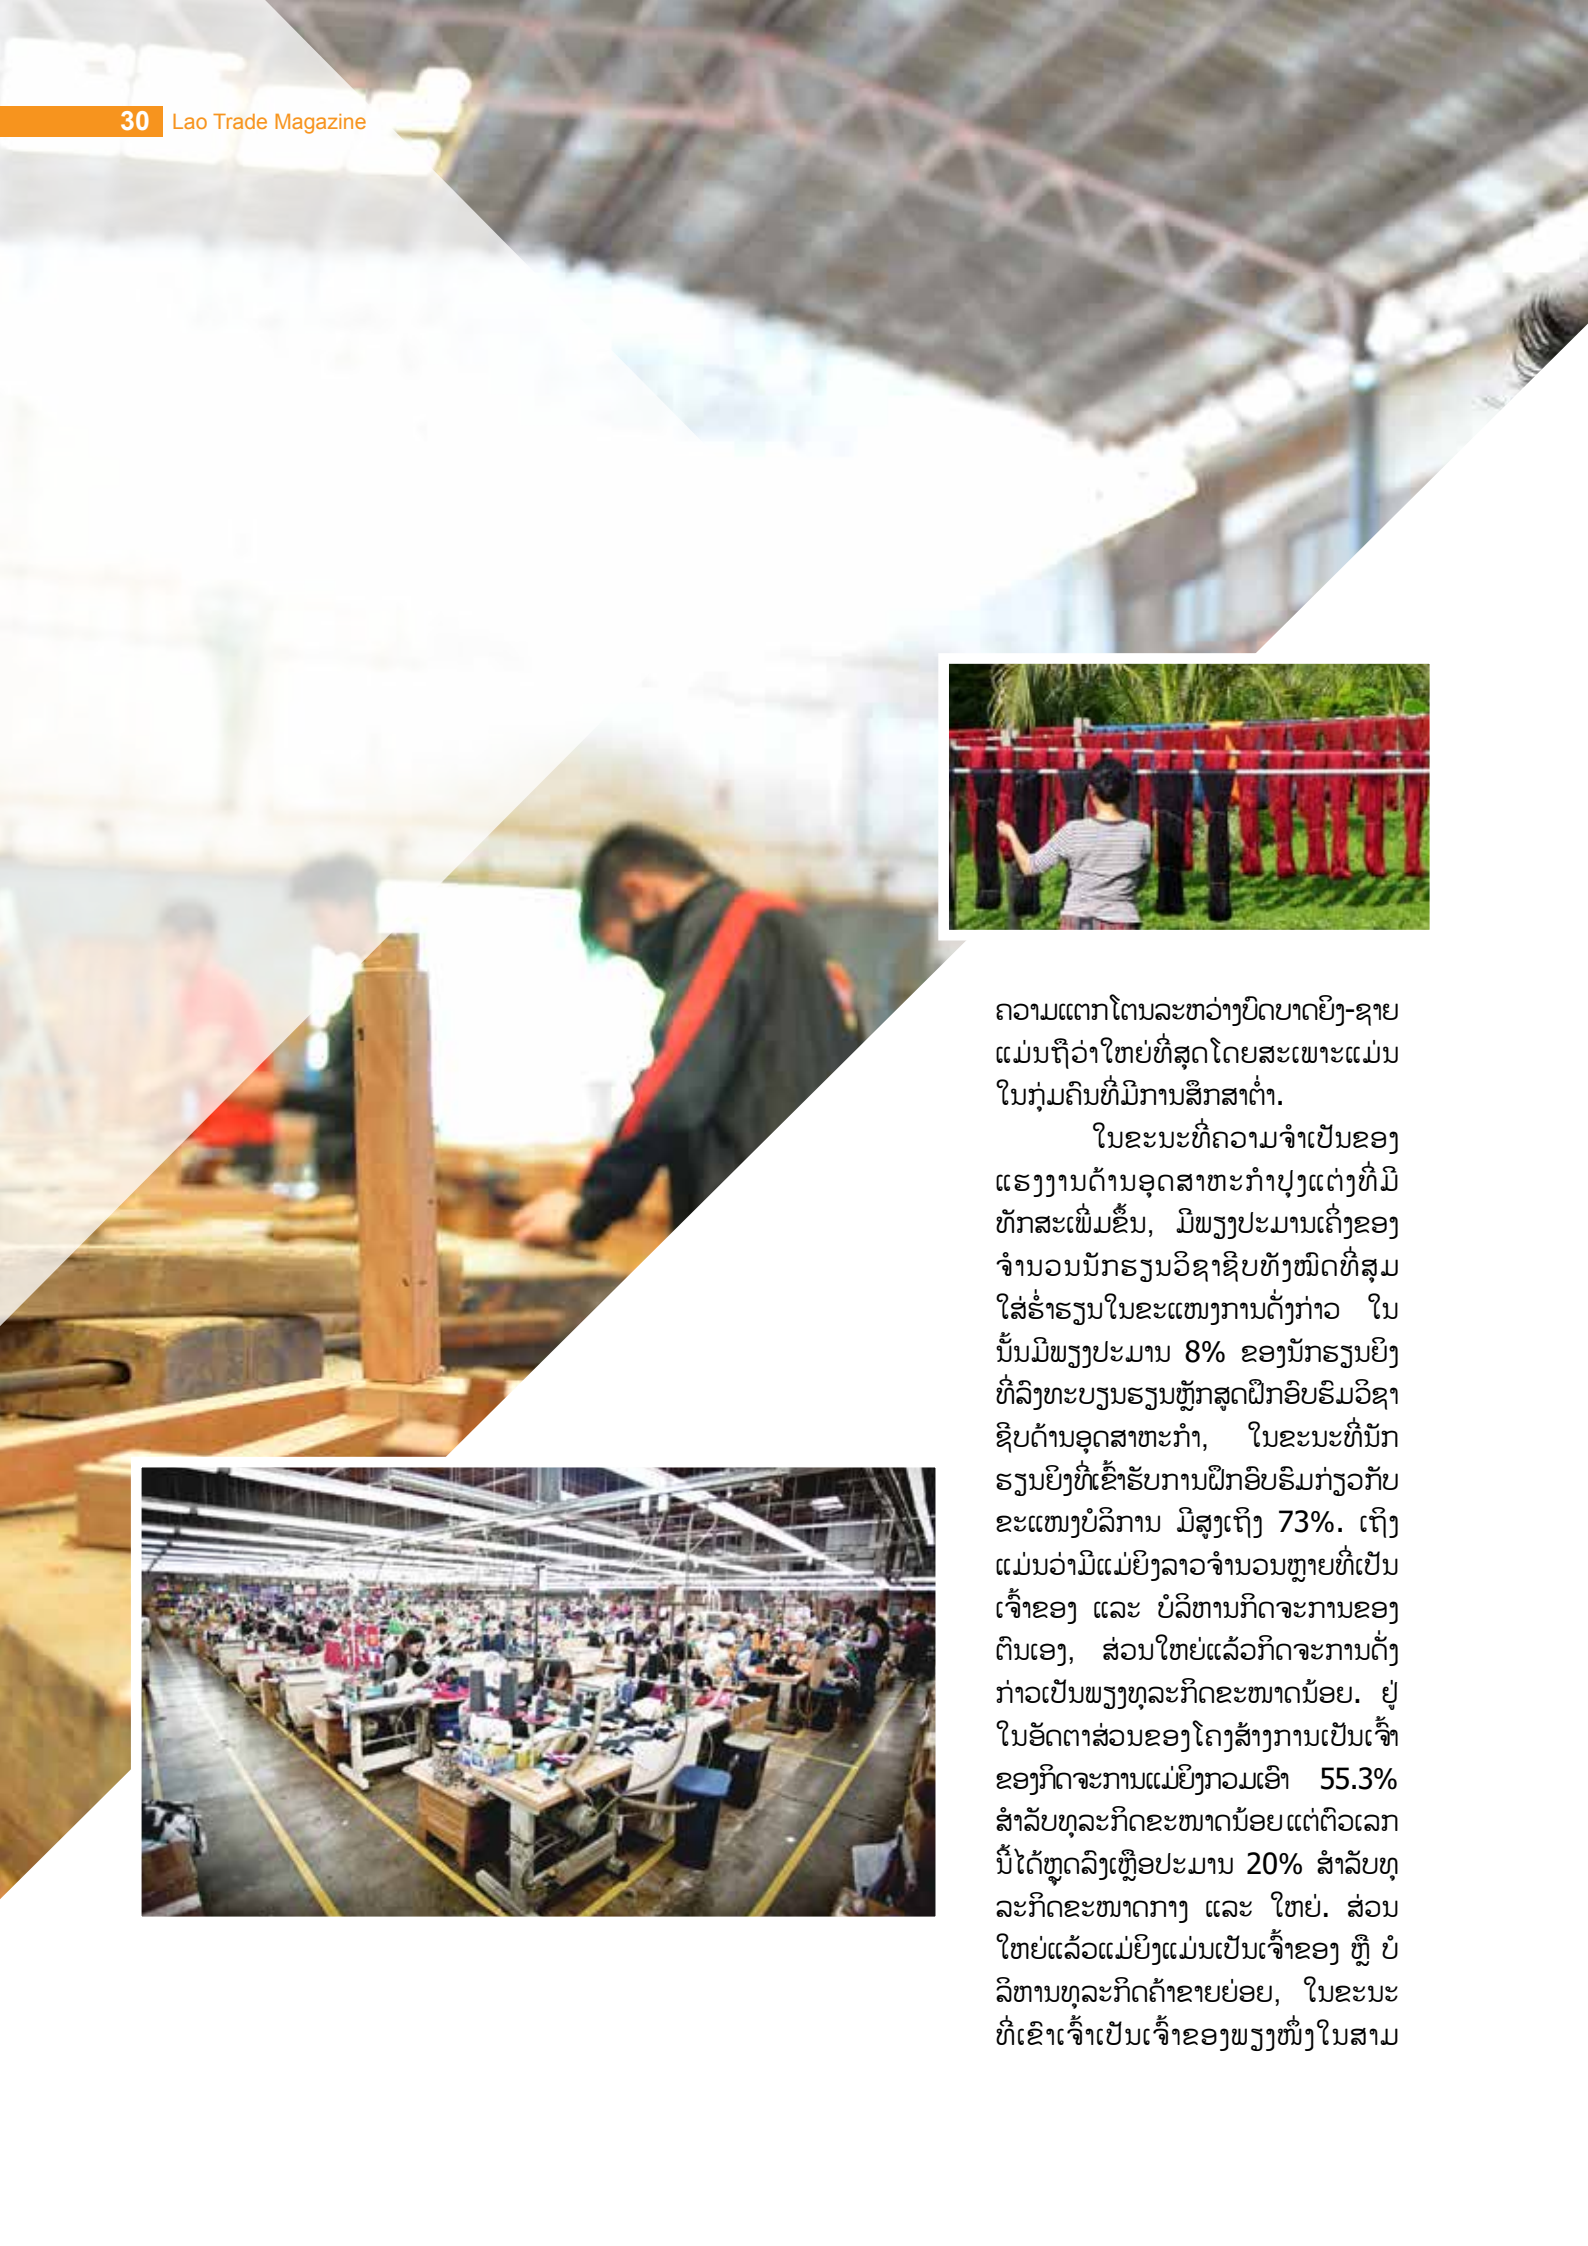 30 Lao Trade Magazine
ຄວາມແຕກໂຕນລະຫວ່າງບົດບາດຍິງ-ຊາຍ
ແມ່ນຖືວ່າໃຫຍ່ທີ່ສຸດໂດຍສະເພາະແມ່ນ
ໃນກຸ່ມຄົນທີ່ມີການສຶກສາຕ່ຳ.
ໃນຂະນະທີ່ຄວາມຈຳເປັນຂອງ
ແຮງງານດ້ານອຸດສາຫະກຳປຸງແຕ່ງທີ່ມີ
ທັກສະເພີ່ມຂຶ້ນ, ມີພຽງປະມານເຄິ່ງຂອງ
ຈຳນວນນັກຮຽນວິຊາຊີບທັງໝົດທີ່ສຸມ
ໃສ່ຮ່ຳຮຽນໃນຂະແໜງການດັ່ງກ່າວ ໃນ
ນັ້ນມີພຽງປະມານ 8% ຂອງນັກຮຽນຍິງ
ທີ່ລົງທະບຽນຮຽນຫຼັກສູດຝຶກອົບຮົມວິຊາ
ຊີບດ້ານອຸດສາຫະກຳ, ໃນຂະນະທີ່ນັກ
ຮຽນຍິງທີ່ເຂົ້າຮັບການຝຶກອົບຮົມກ່ຽວກັບ
ຂະແໜງບໍລິການ ມີສູງເຖິງ 73%. ເຖິງ
ແມ່ນວ່າມີແມ່ຍິງລາວຈຳນວນຫຼາຍທີ່ເປັນ
ເຈົ້າຂອງ ແລະ ບໍລິຫານກິດຈະການຂອງ
ຕົນເອງ, ສ່ວນໃຫຍ່ແລ້ວກິດຈະການດັ່ງ
ກ່າວເປັນພຽງທຸລະກິດຂະໜາດນ້ອຍ. ຢູ່
ໃນອັດຕາສ່ວນຂອງໂຄງສ້າງການເປັນເຈົ້າ
ຂອງກິດຈະການແມ່ຍິງກວມເອົາ 55.3%
ສຳລັບທຸລະກິດຂະໜາດນ້ອຍແຕ່ຕົວເລກ
ນີ້ໄດ້ຫຼຸດລົງເຫຼືອປະມານ 20% ສຳລັບທຸ
ລະກິດຂະໜາດກາງ ແລະ ໃຫຍ່. ສ່ວນ
ໃຫຍ່ແລ້ວແມ່ຍິງແມ່ນເປັນເຈົ້າຂອງ ຫຼື ບໍ
ລິຫານທຸລະກິດຄ້າຂາຍຍ່ອຍ, ໃນຂະນະ
ທີ່ເຂົາເຈົ້າເປັນເຈົ້າຂອງພຽງໜຶ່ງໃນສາມ